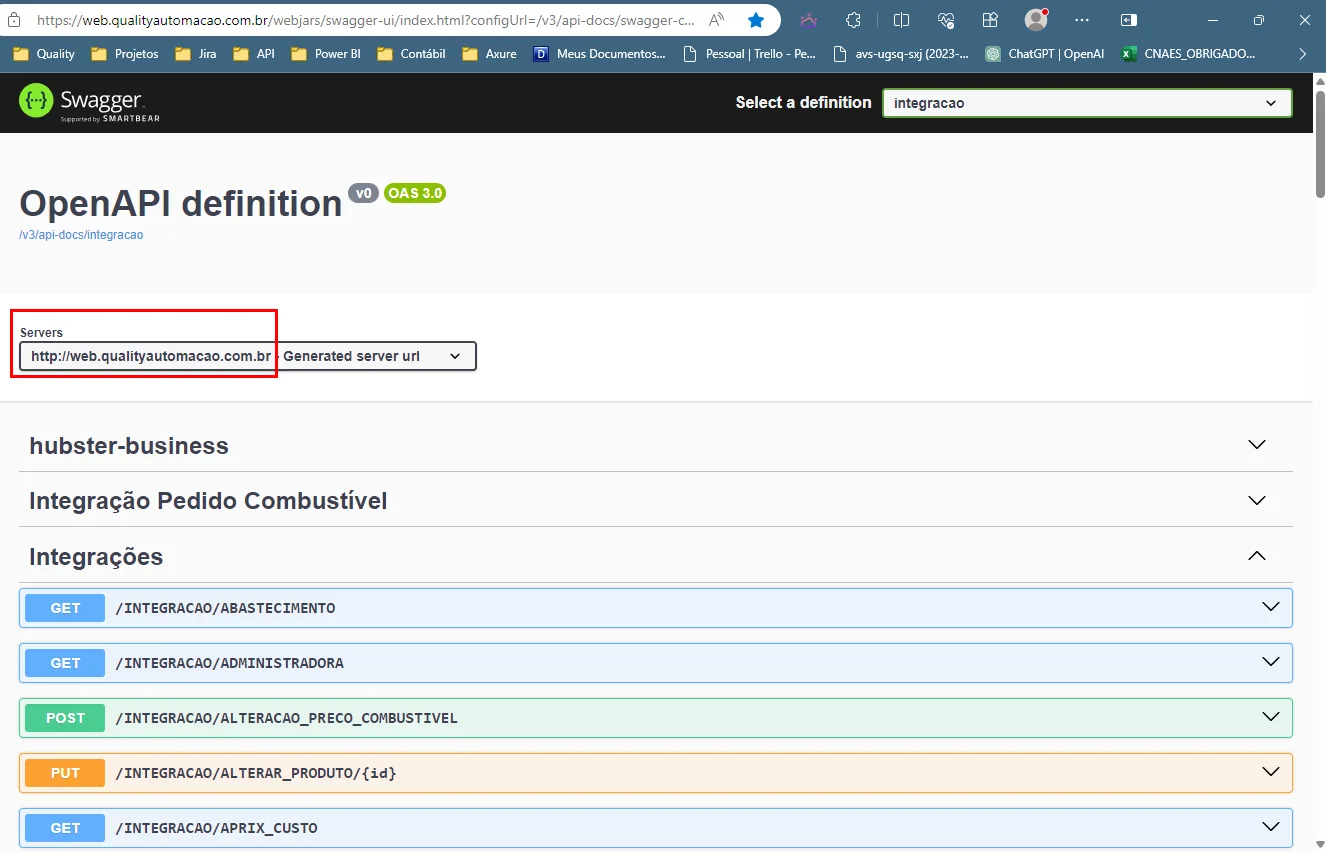 https://web.qualityautomacao.com.br/webjars/swagger-ui/index.html?configUrl=/v3/api-docs/swagger-c...
Quality Projetos Jira API Power BI Contábil Axure Meus Documentos... Pessoal | Trello - Pe... avs-ugsq-sxj (2023-... ChatGPT | OpenAI CNAES_OBRIGADO...
Swagger
Supported by SMARTBEAR
Select a definition integracao
OpenAPI definition v0 OAS 3.0
/v3/api-docs/integracao
Servers
http://web.qualityautomacao.com.br - Generated server url
hubster-business
Integração Pedido Combustível
Integrações
GET /INTEGRACAO/ABASTECIMENTO
GET /INTEGRACAO/ADMINISTRADORA
POST /INTEGRACAO/ALTERACAO_PRECO_COMBUSTIVEL
PUT /INTEGRACAO/ALTERAR_PRODUTO/{id}
GET /INTEGRACAO/APRIX_CUSTO